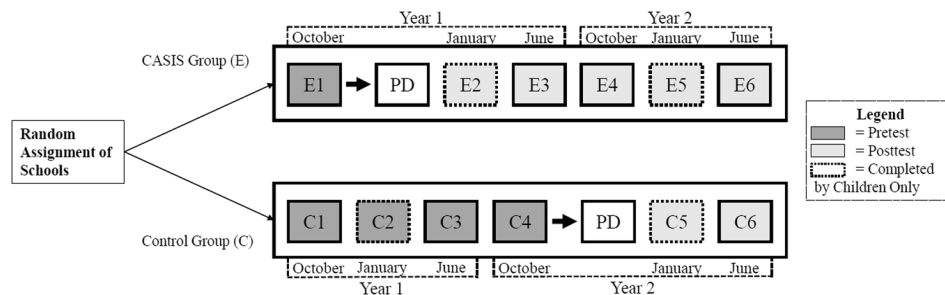 Year 1
Year 2
October
January
June
October
January
June
CASIS Group (E)
E1
PD
E2
E3
E4
E5
E6
Random
Assignment of
Schools
Legend
= Pretest
= Posttest
= Completed
by Children Only
C1
C2
C3
C4
PD
C5
C6
Control Group (C)
October
January
June
October
January
June
Year 1
Year 2